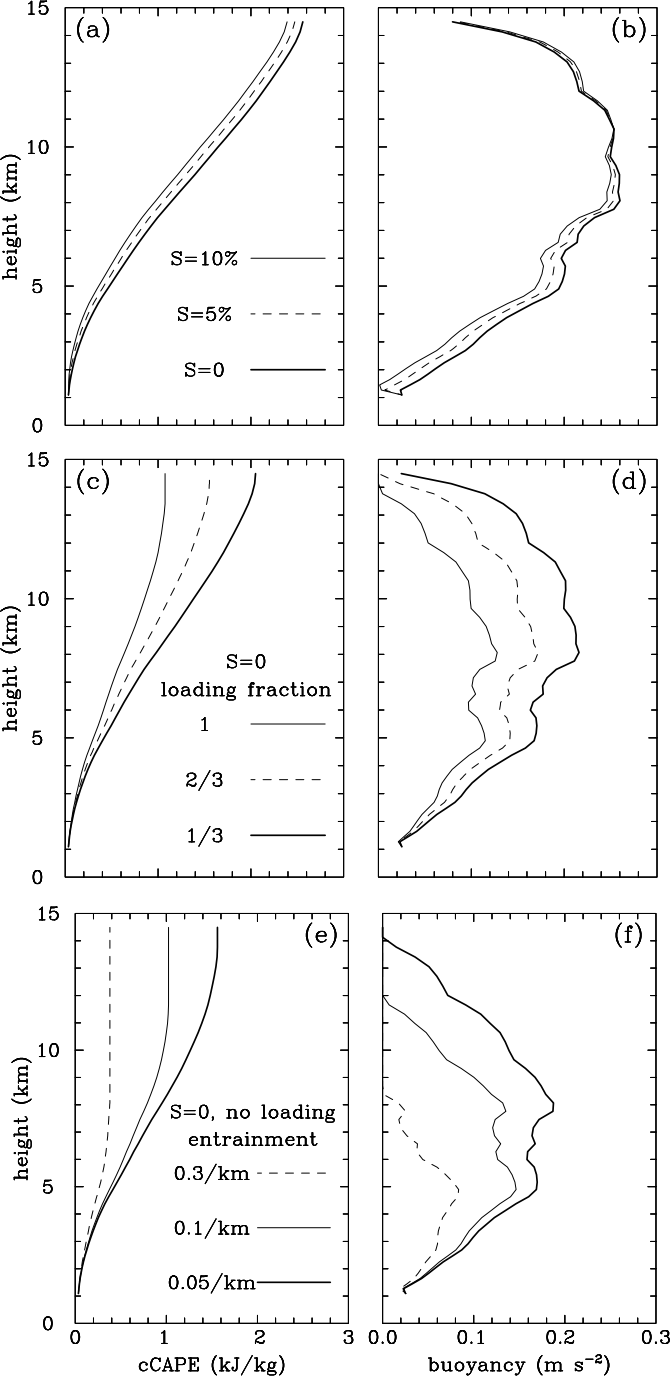 15
(a)
(b)
10
height (km)
S=10%
5
S=5%
S=0
0
15
(c)
(d)
10
height (km)
S=0
loading fraction
1
5
2/3
1/3
0
15
(e)
(f)
10
height (km)
S=0, no loading
entrainment
0.3/km
5
0.1/km
0.05/km
0
0 1 2 3 0.0 0.1 0.2 0.3
cCAPE (kJ/kg) buoyancy (m s⁻²)